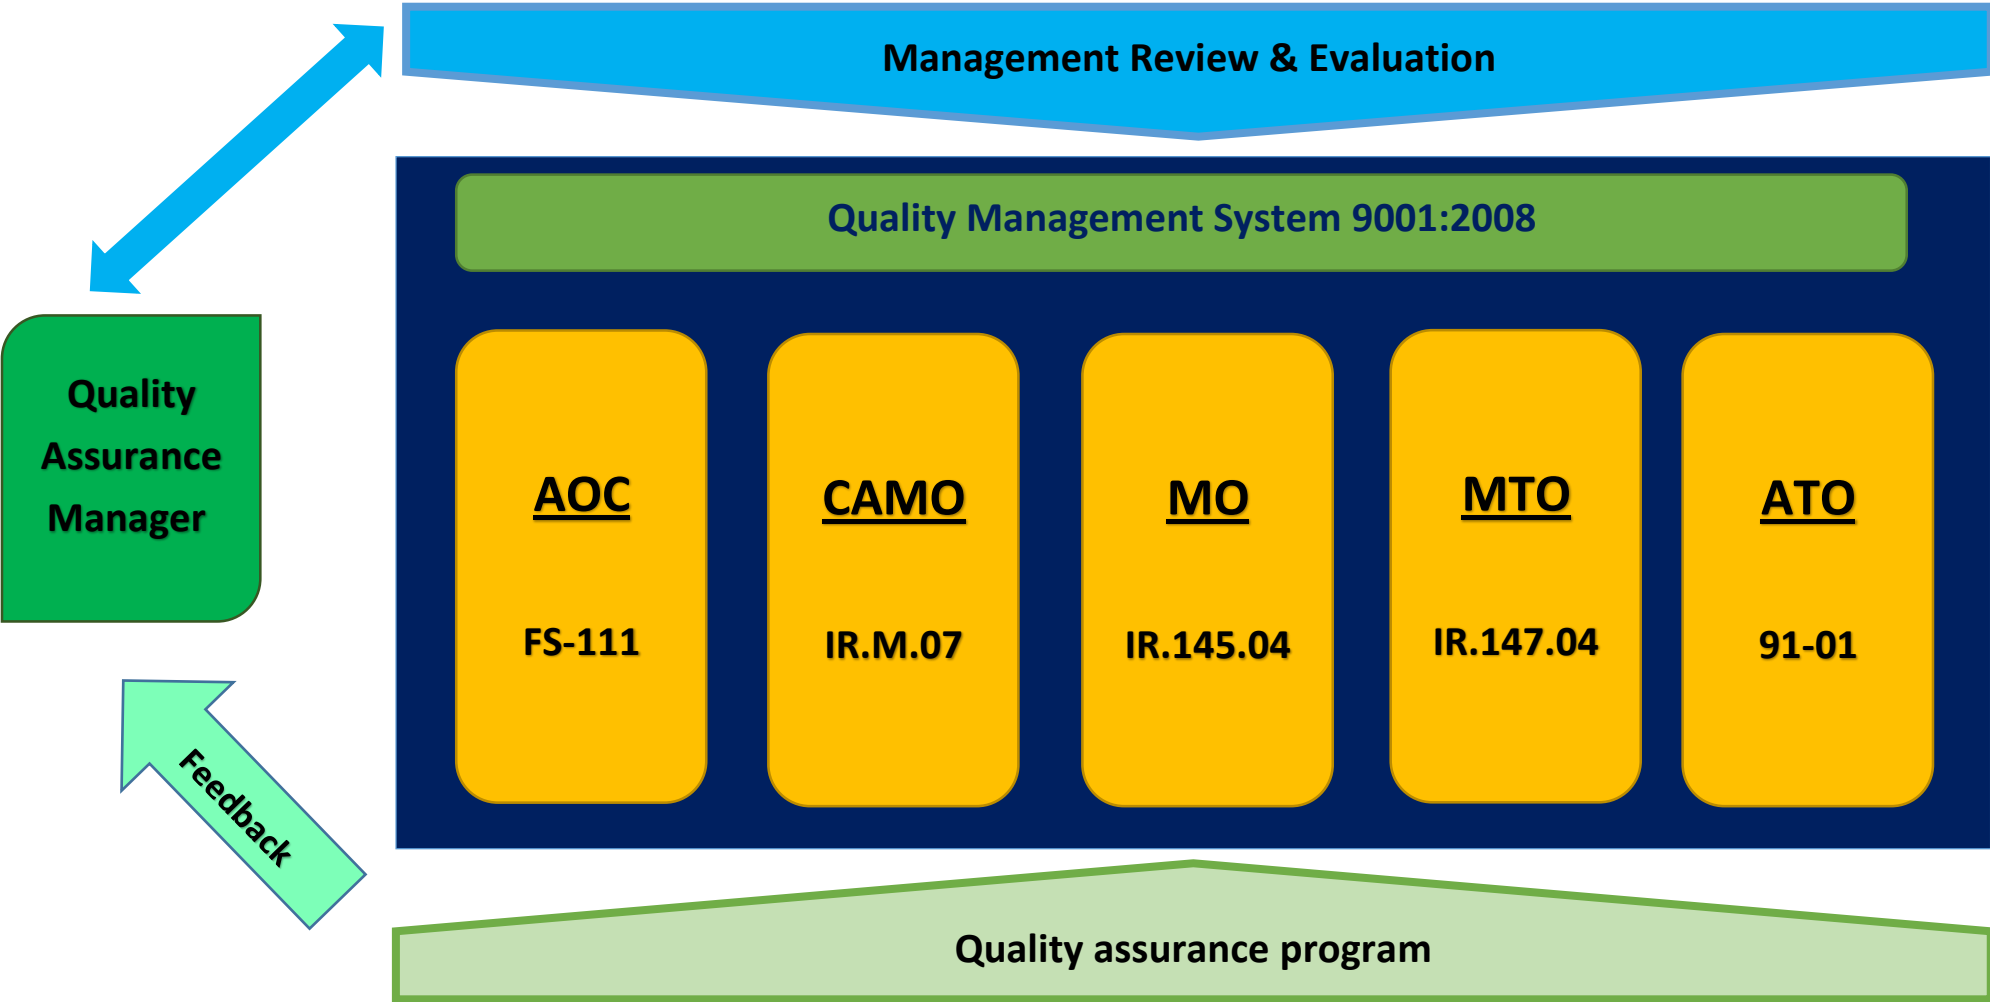 Management Review & Evaluation
Quality Management System 9001:2008
Quality
Assurance
Manager
AOC
FS-111
CAMO
IR.M.07
MO
IR.145.04
MTO
IR.147.04
ATO
91-01
Feedback
Quality assurance program